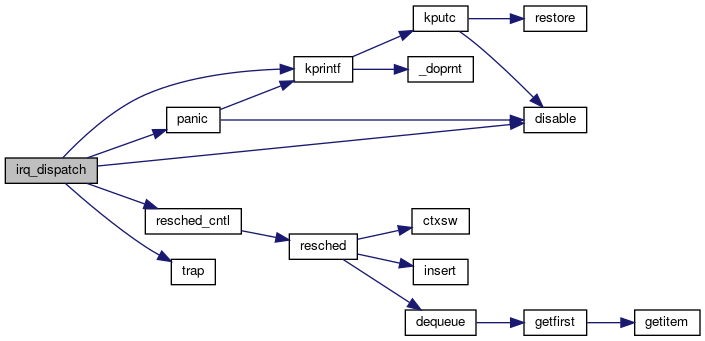 kputc
restore
kprintf
_doprnt
panic
disable
irq_dispatch
resched_cntl
ctxsw
resched
trap
insert
dequeue
getfirst
getitem